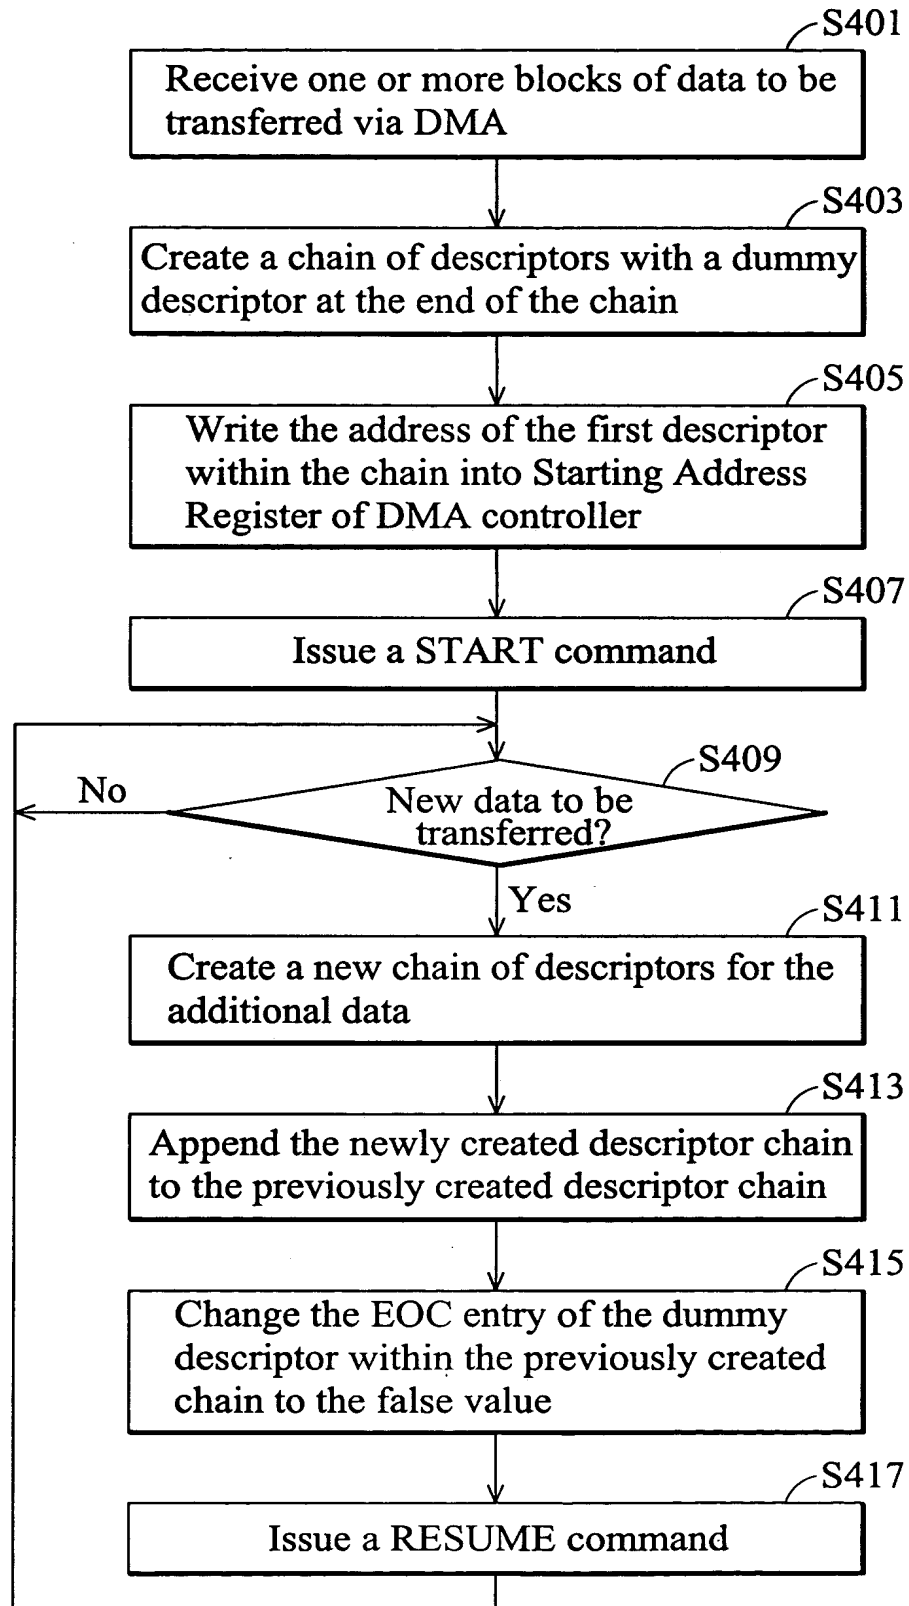 S401
Receive one or more blocks of data to be
transferred via DMA
S403
Create a chain of descriptors with a dummy
descriptor at the end of the chain
S405
Write the address of the first descriptor
within the chain into Starting Address
Register of DMA controller
S407
Issue a START command
S409
No
New data to be
transferred?
Yes
S411
Create a new chain of descriptors for the
additional data
S413
Append the newly created descriptor chain
to the previously created descriptor chain
S415
Change the EOC entry of the dummy
descriptor within the previously created
chain to the false value
S417
Issue a RESUME command